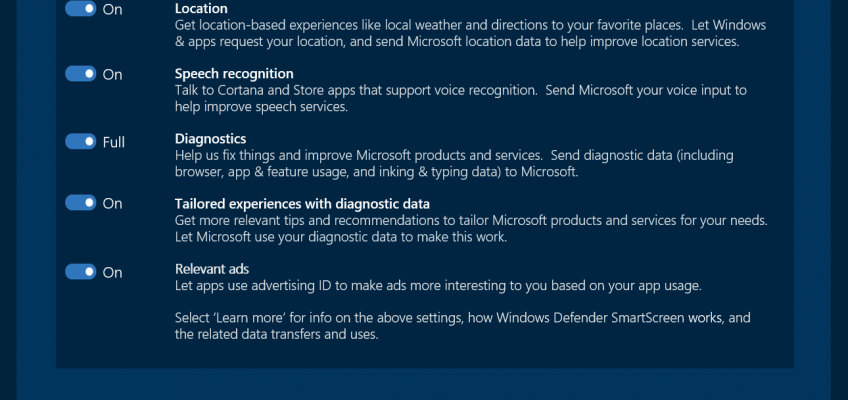 On Location
Get location-based experiences like local weather and directions to your favorite places.  Let Windows
& apps request your location, and send Microsoft location data to help improve location services.
On Speech recognition
Talk to Cortana and Store apps that support voice recognition.  Send Microsoft your voice input to
help improve speech services.
Full Diagnostics
Help us fix things and improve Microsoft products and services.  Send diagnostic data (including
browser, app & feature usage, and inking & typing data) to Microsoft.
On Tailored experiences with diagnostic data
Get more relevant tips and recommendations to tailor Microsoft products and services for your needs.
Let Microsoft use your diagnostic data to make this work.
On Relevant ads
Let apps use advertising ID to make ads more interesting to you based on your app usage.
Select ‘Learn more’ for info on the above settings, how Windows Defender SmartScreen works, and
the related data transfers and uses.